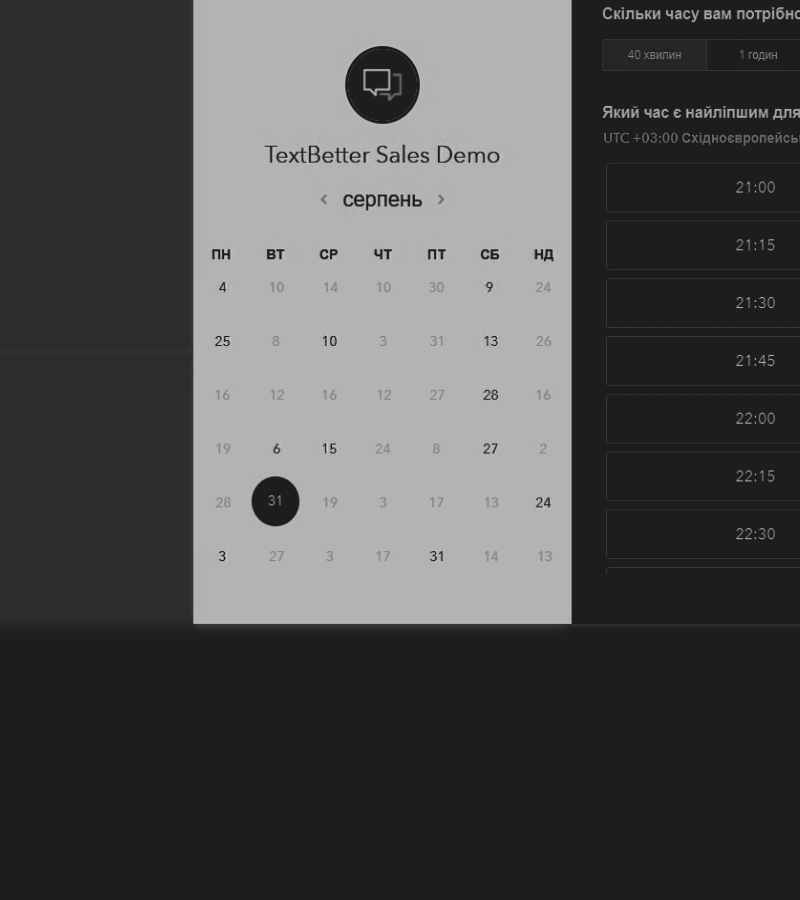 TextBetter Sales Demo
серпень
ПН ВТ СР ЧТ ПТ СБ НД
4 10 14 10 30 9 24
25 8 10 3 31 13 26
16 12 16 12 27 28 16
19 6 15 24 8 27 2
28 31 19 3 17 13 24
3 27 3 17 31 14 13
Скільки часу вам потрібно
40 хвилин 1 годин
Який час є найліпшим для
UTC +03:00 Східноєвропейсь
21:00
21:15
21:30
21:45
22:00
22:15
22:30